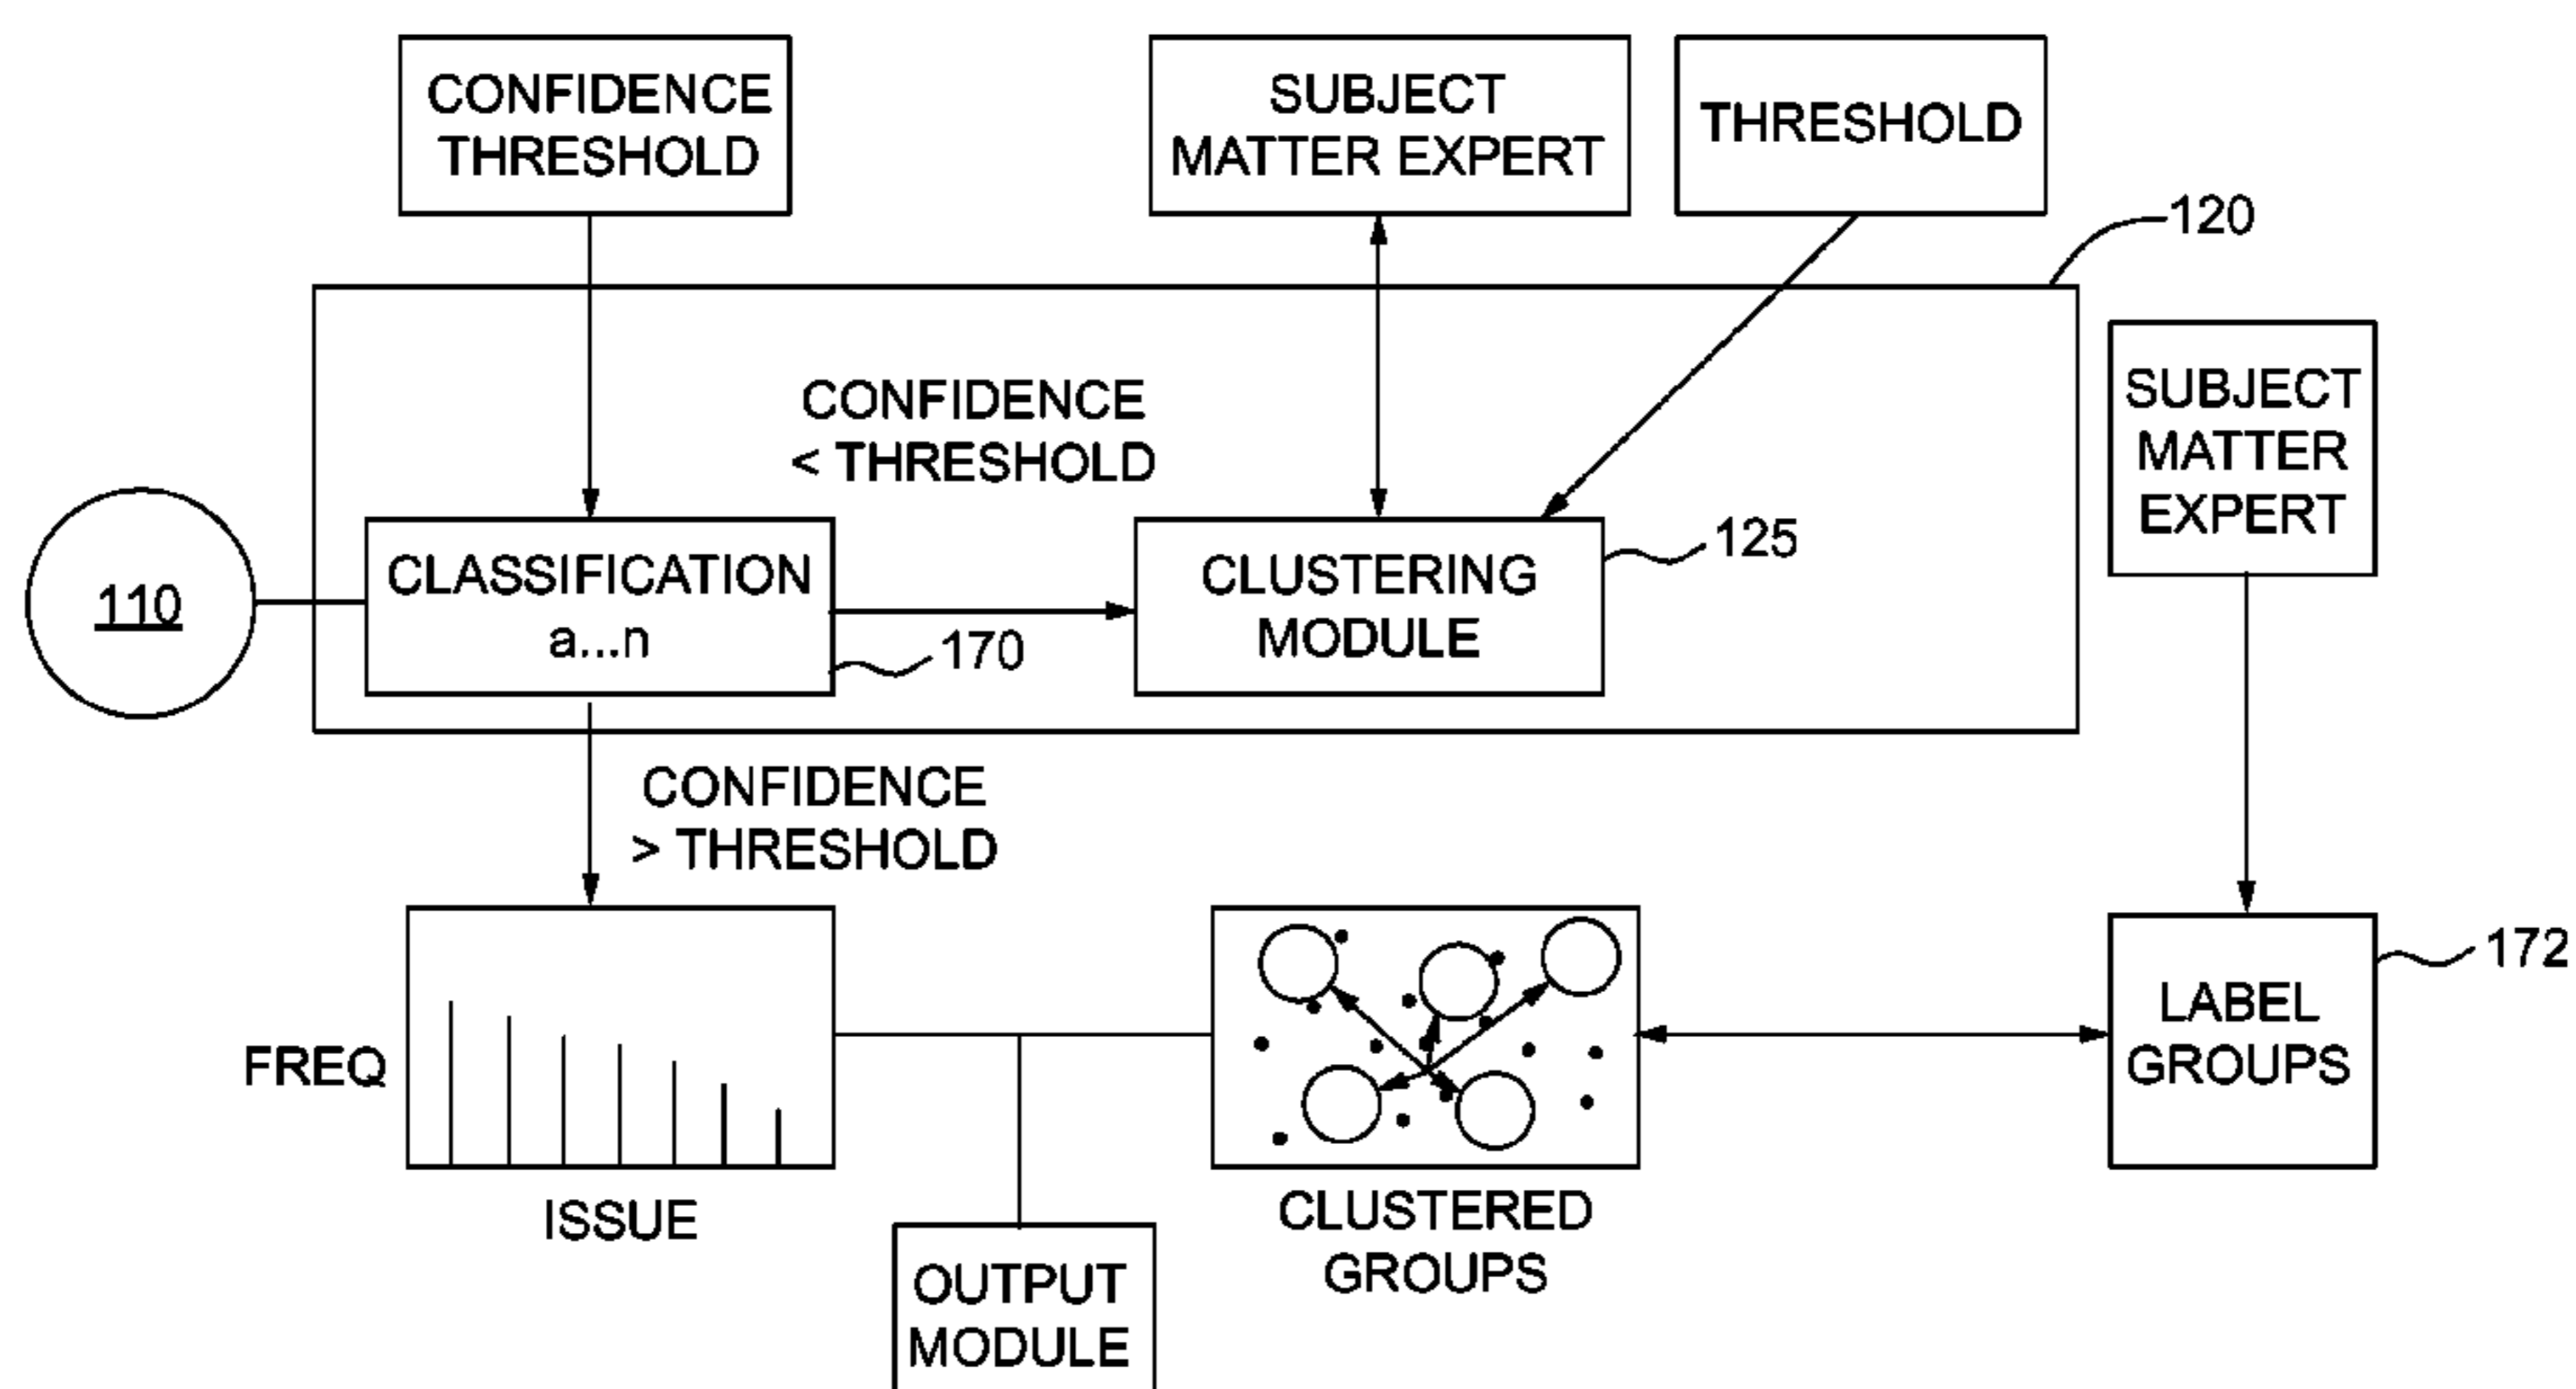 CONFIDENCE
THRESHOLD
SUBJECT
MATTER EXPERT
THRESHOLD
120
CONFIDENCE
< THRESHOLD
SUBJECT
MATTER
EXPERT
110
CLASSIFICATION
a...n
170
CLUSTERING
MODULE
125
CONFIDENCE
> THRESHOLD
FREQ
ISSUE
CLUSTERED
GROUPS
LABEL
GROUPS
172
OUTPUT
MODULE